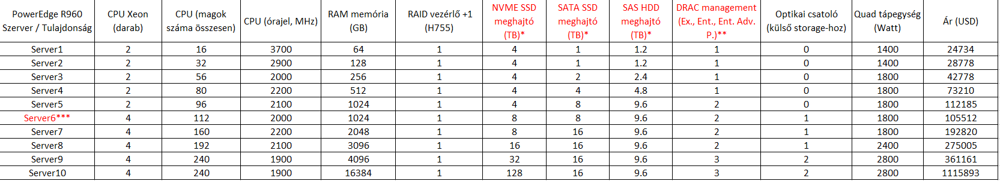 PowerEdge R960 Szerver / Tulajdonság | CPU Xeon (darab) | CPU (magok száma összesen) | CPU (órajel, MHz) | RAM memória (GB) | RAID vezérlő +1 (H755) | NVME SSD meghajtó (TB)* | SATA SSD meghajtó (TB)* | SAS HDD meghajtó (TB)* | DRAC management (Ex., Ent., Ent. Adv. P.)** | Optikai csatoló (külső storage-hoz) | Quad tápegység (Watt) | Ár (USD)
Server1 | 2 | 16 | 3700 | 64 | 1 | 4 | 1 | 1.2 | 1 | 0 | 1400 | 24734
Server2 | 2 | 32 | 2900 | 128 | 1 | 4 | 1 | 1.2 | 1 | 0 | 1400 | 28778
Server3 | 2 | 56 | 2000 | 256 | 1 | 4 | 2 | 2.4 | 1 | 0 | 1800 | 42778
Server4 | 2 | 80 | 2200 | 512 | 1 | 4 | 4 | 4.8 | 1 | 0 | 1800 | 73210
Server5 | 2 | 96 | 2100 | 1024 | 1 | 4 | 8 | 9.6 | 2 | 0 | 1800 | 112185
Server6*** | 4 | 112 | 2000 | 1024 | 1 | 8 | 8 | 9.6 | 2 | 1 | 1800 | 105512
Server7 | 4 | 160 | 2200 | 2048 | 1 | 8 | 16 | 9.6 | 2 | 1 | 1800 | 192820
Server8 | 4 | 192 | 2100 | 3096 | 1 | 16 | 16 | 9.6 | 2 | 1 | 2400 | 275005
Server9 | 4 | 240 | 1900 | 4096 | 1 | 32 | 16 | 9.6 | 3 | 2 | 2800 | 361161
Server10 | 4 | 240 | 1900 | 16384 | 1 | 128 | 16 | 9.6 | 3 | 2 | 2800 | 1115893